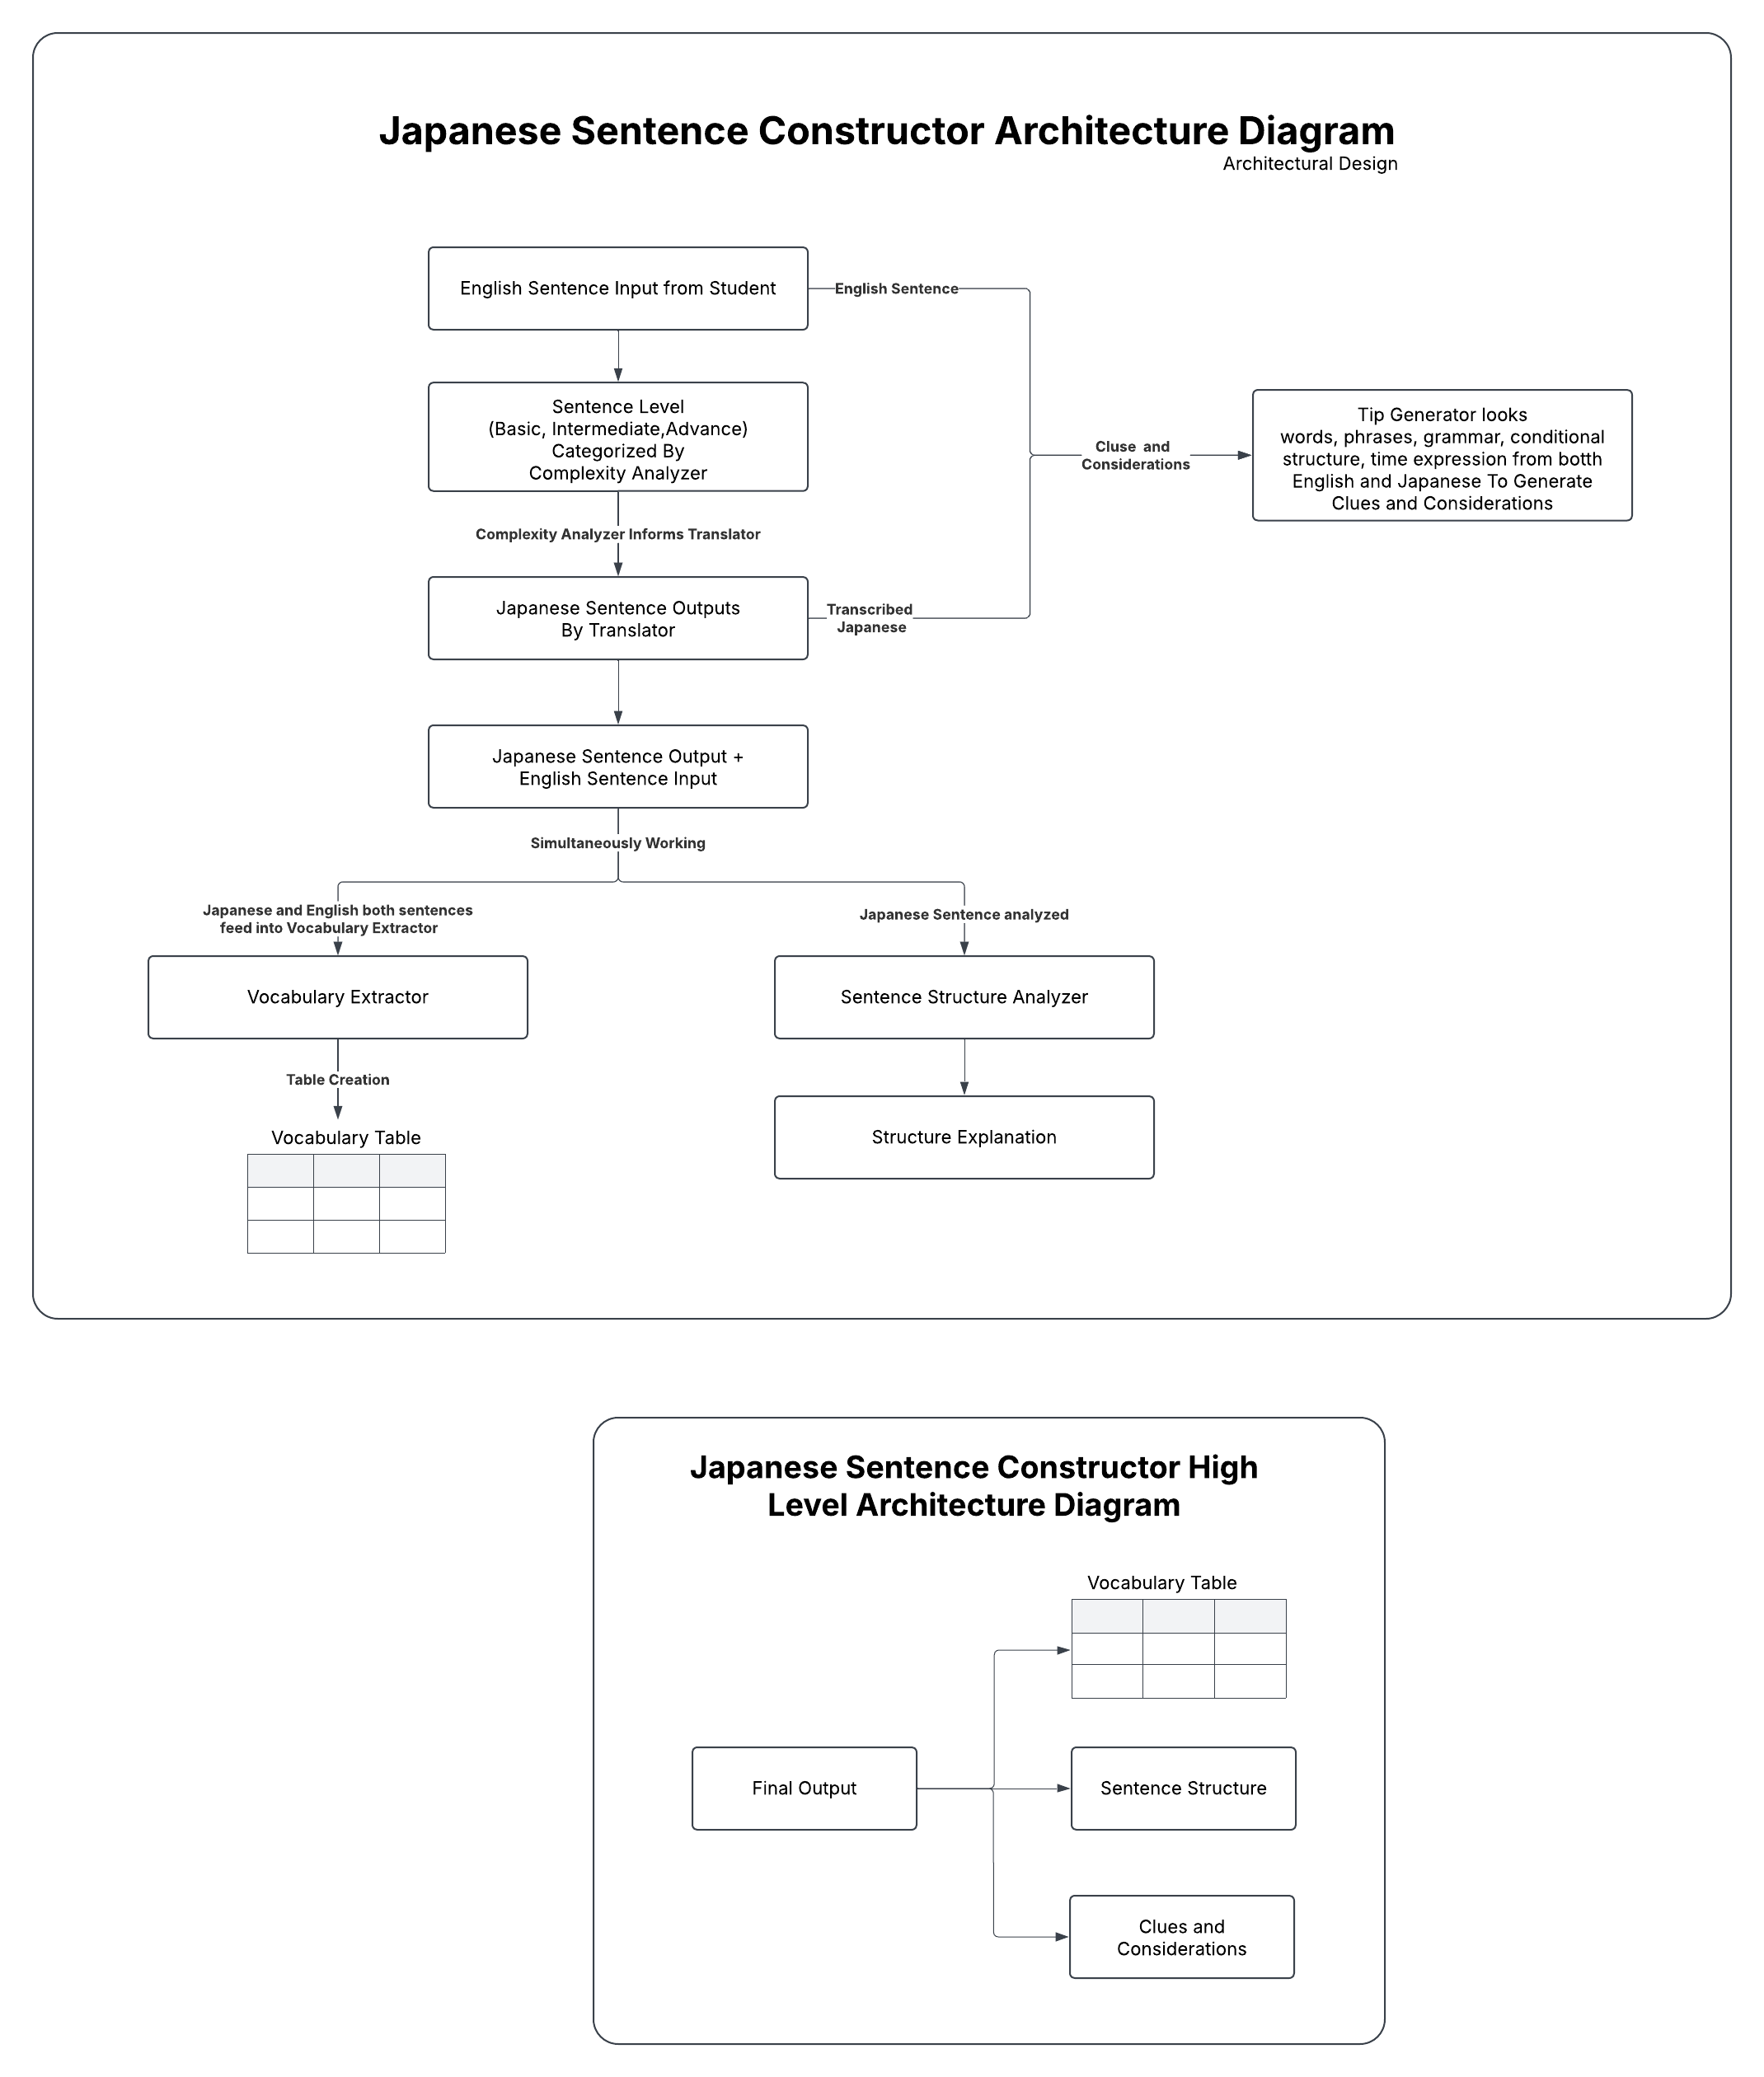 Japanese Sentence Constructor Architecture Diagram
Architectural Design
English Sentence Input from Student
English Sentence
Sentence Level
(Basic, Intermediate,Advance)
Categorized By
Complexity Analyzer
Cluse and
Considerations
Tip Generator looks
words, phrases, grammar, conditional
structure, time expression from botth
English and Japanese To Generate
Clues and Considerations
Complexity Analyzer Informs Translator
Japanese Sentence Outputs
By Translator
Transcribed
Japanese
Japanese Sentence Output +
English Sentence Input
Simultaneously Working
Japanese and English both sentences
feed into Vocabulary Extractor
Japanese Sentence analyzed
Vocabulary Extractor
Sentence Structure Analyzer
Table Creation
Vocabulary Table
Structure Explanation
Japanese Sentence Constructor High
Level Architecture Diagram
Vocabulary Table
Final Output
Sentence Structure
Clues and
Considerations